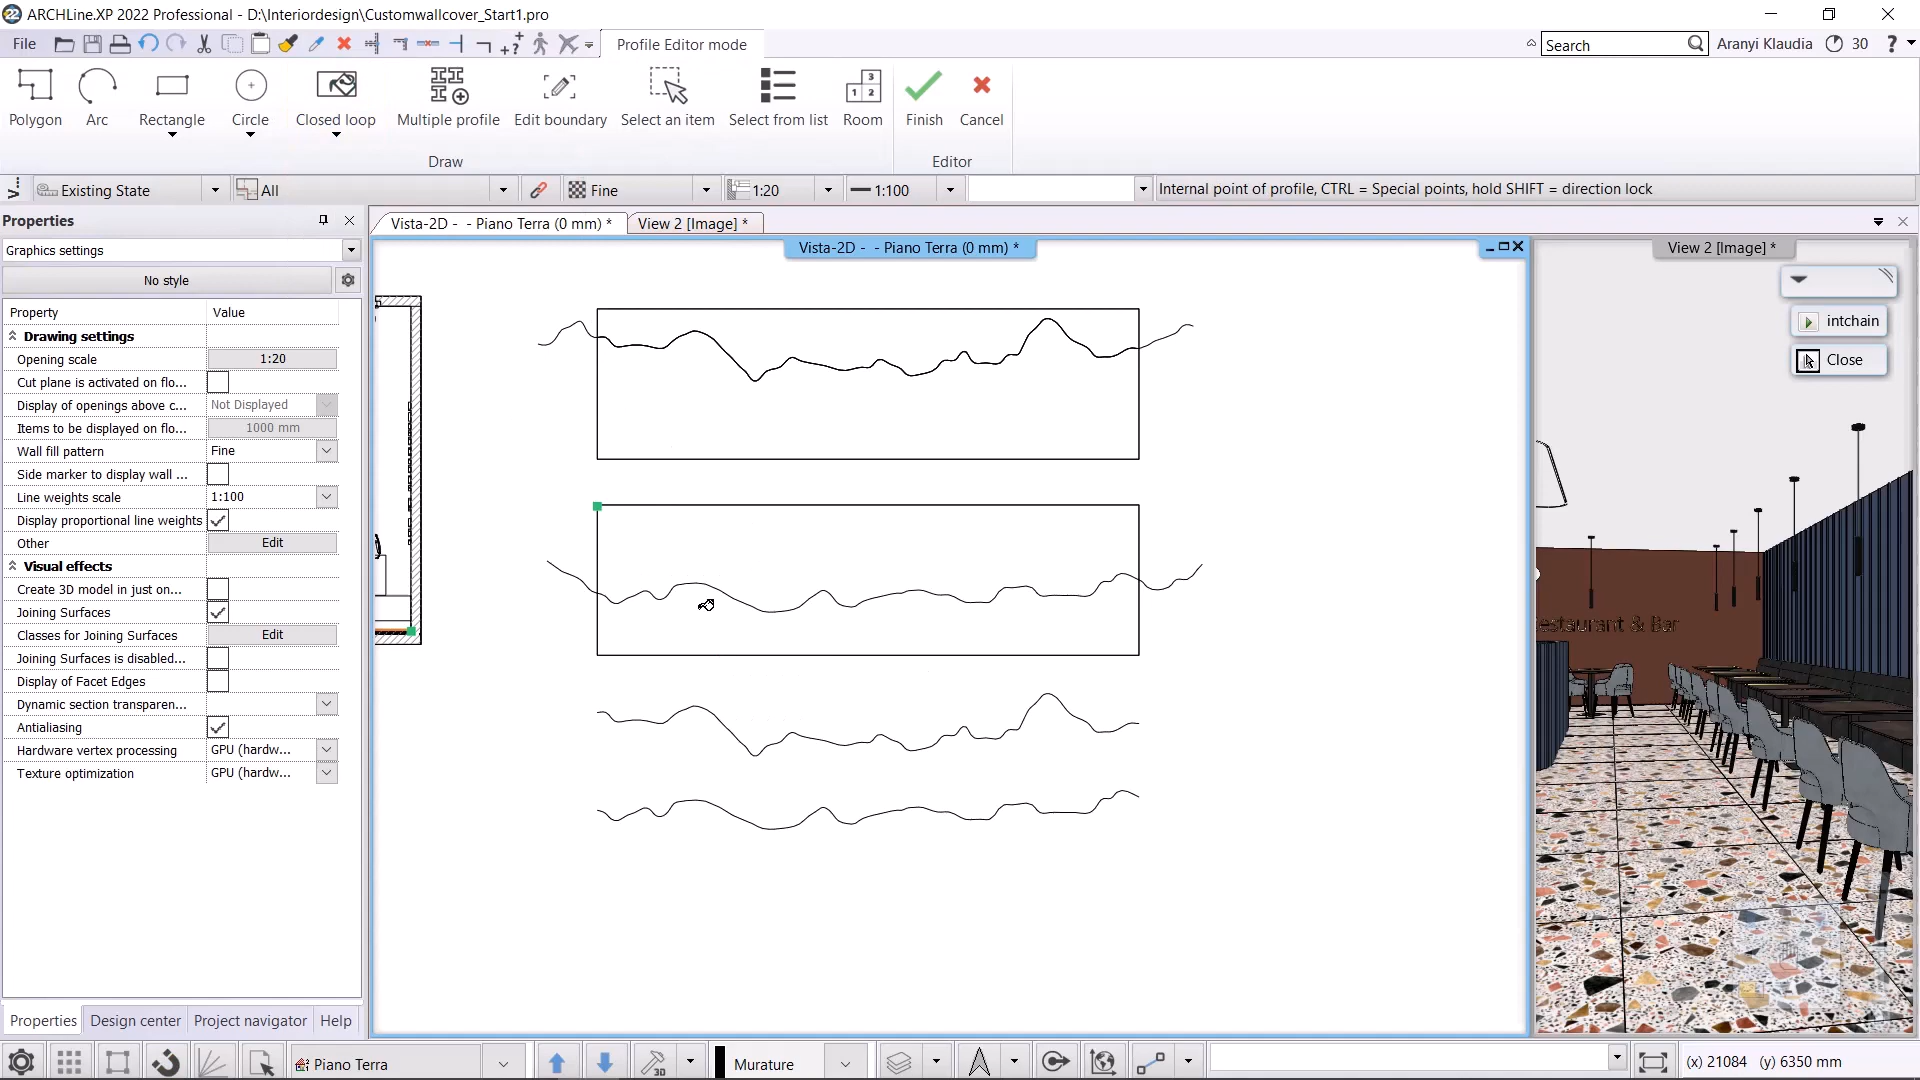 ARCHLine.XP 2022 Professional - D:\Interiordesign\Customwallcover_Start1.pro
File
Profile Editor mode
Search
Aranyi Klaudia
30
?
Polygon
Arc
Rectangle
Circle
Closed loop
Multiple profile
Edit boundary
Select an item
Select from list
Room
Finish
Cancel
Draw
Editor
Existing State
All
Fine
1:20
1:100
Internal point of profile, CTRL = Special points, hold SHIFT = direction lock
Properties
Vista-2D - - Piano Terra (0 mm) *
View 2 [Image] *
Graphics settings
Vista-2D - - Piano Terra (0 mm) *
View 2 [Image] *
No style
Property Value
Drawing settings
Opening scale 1:20
Cut plane is activated on flo...
Display of openings above c... Not Displayed
Items to be displayed on flo... 1000 mm
Wall fill pattern Fine
Side marker to display wall ...
Line weights scale 1:100
Display proportional line weights
Other Edit
Visual effects
Create 3D model in just on...
Joining Surfaces
Classes for Joining Surfaces Edit
Joining Surfaces is disabled...
Display of Facet Edges
Dynamic section transparen...
Antialiasing
Hardware vertex processing GPU (hardw...
Texture optimization GPU (hardw...
intchain
Close
estaurant & Bar
Properties
Design center
Project navigator
Help
Piano Terra
3D
Murature
(x) 21084 (y) 6350 mm